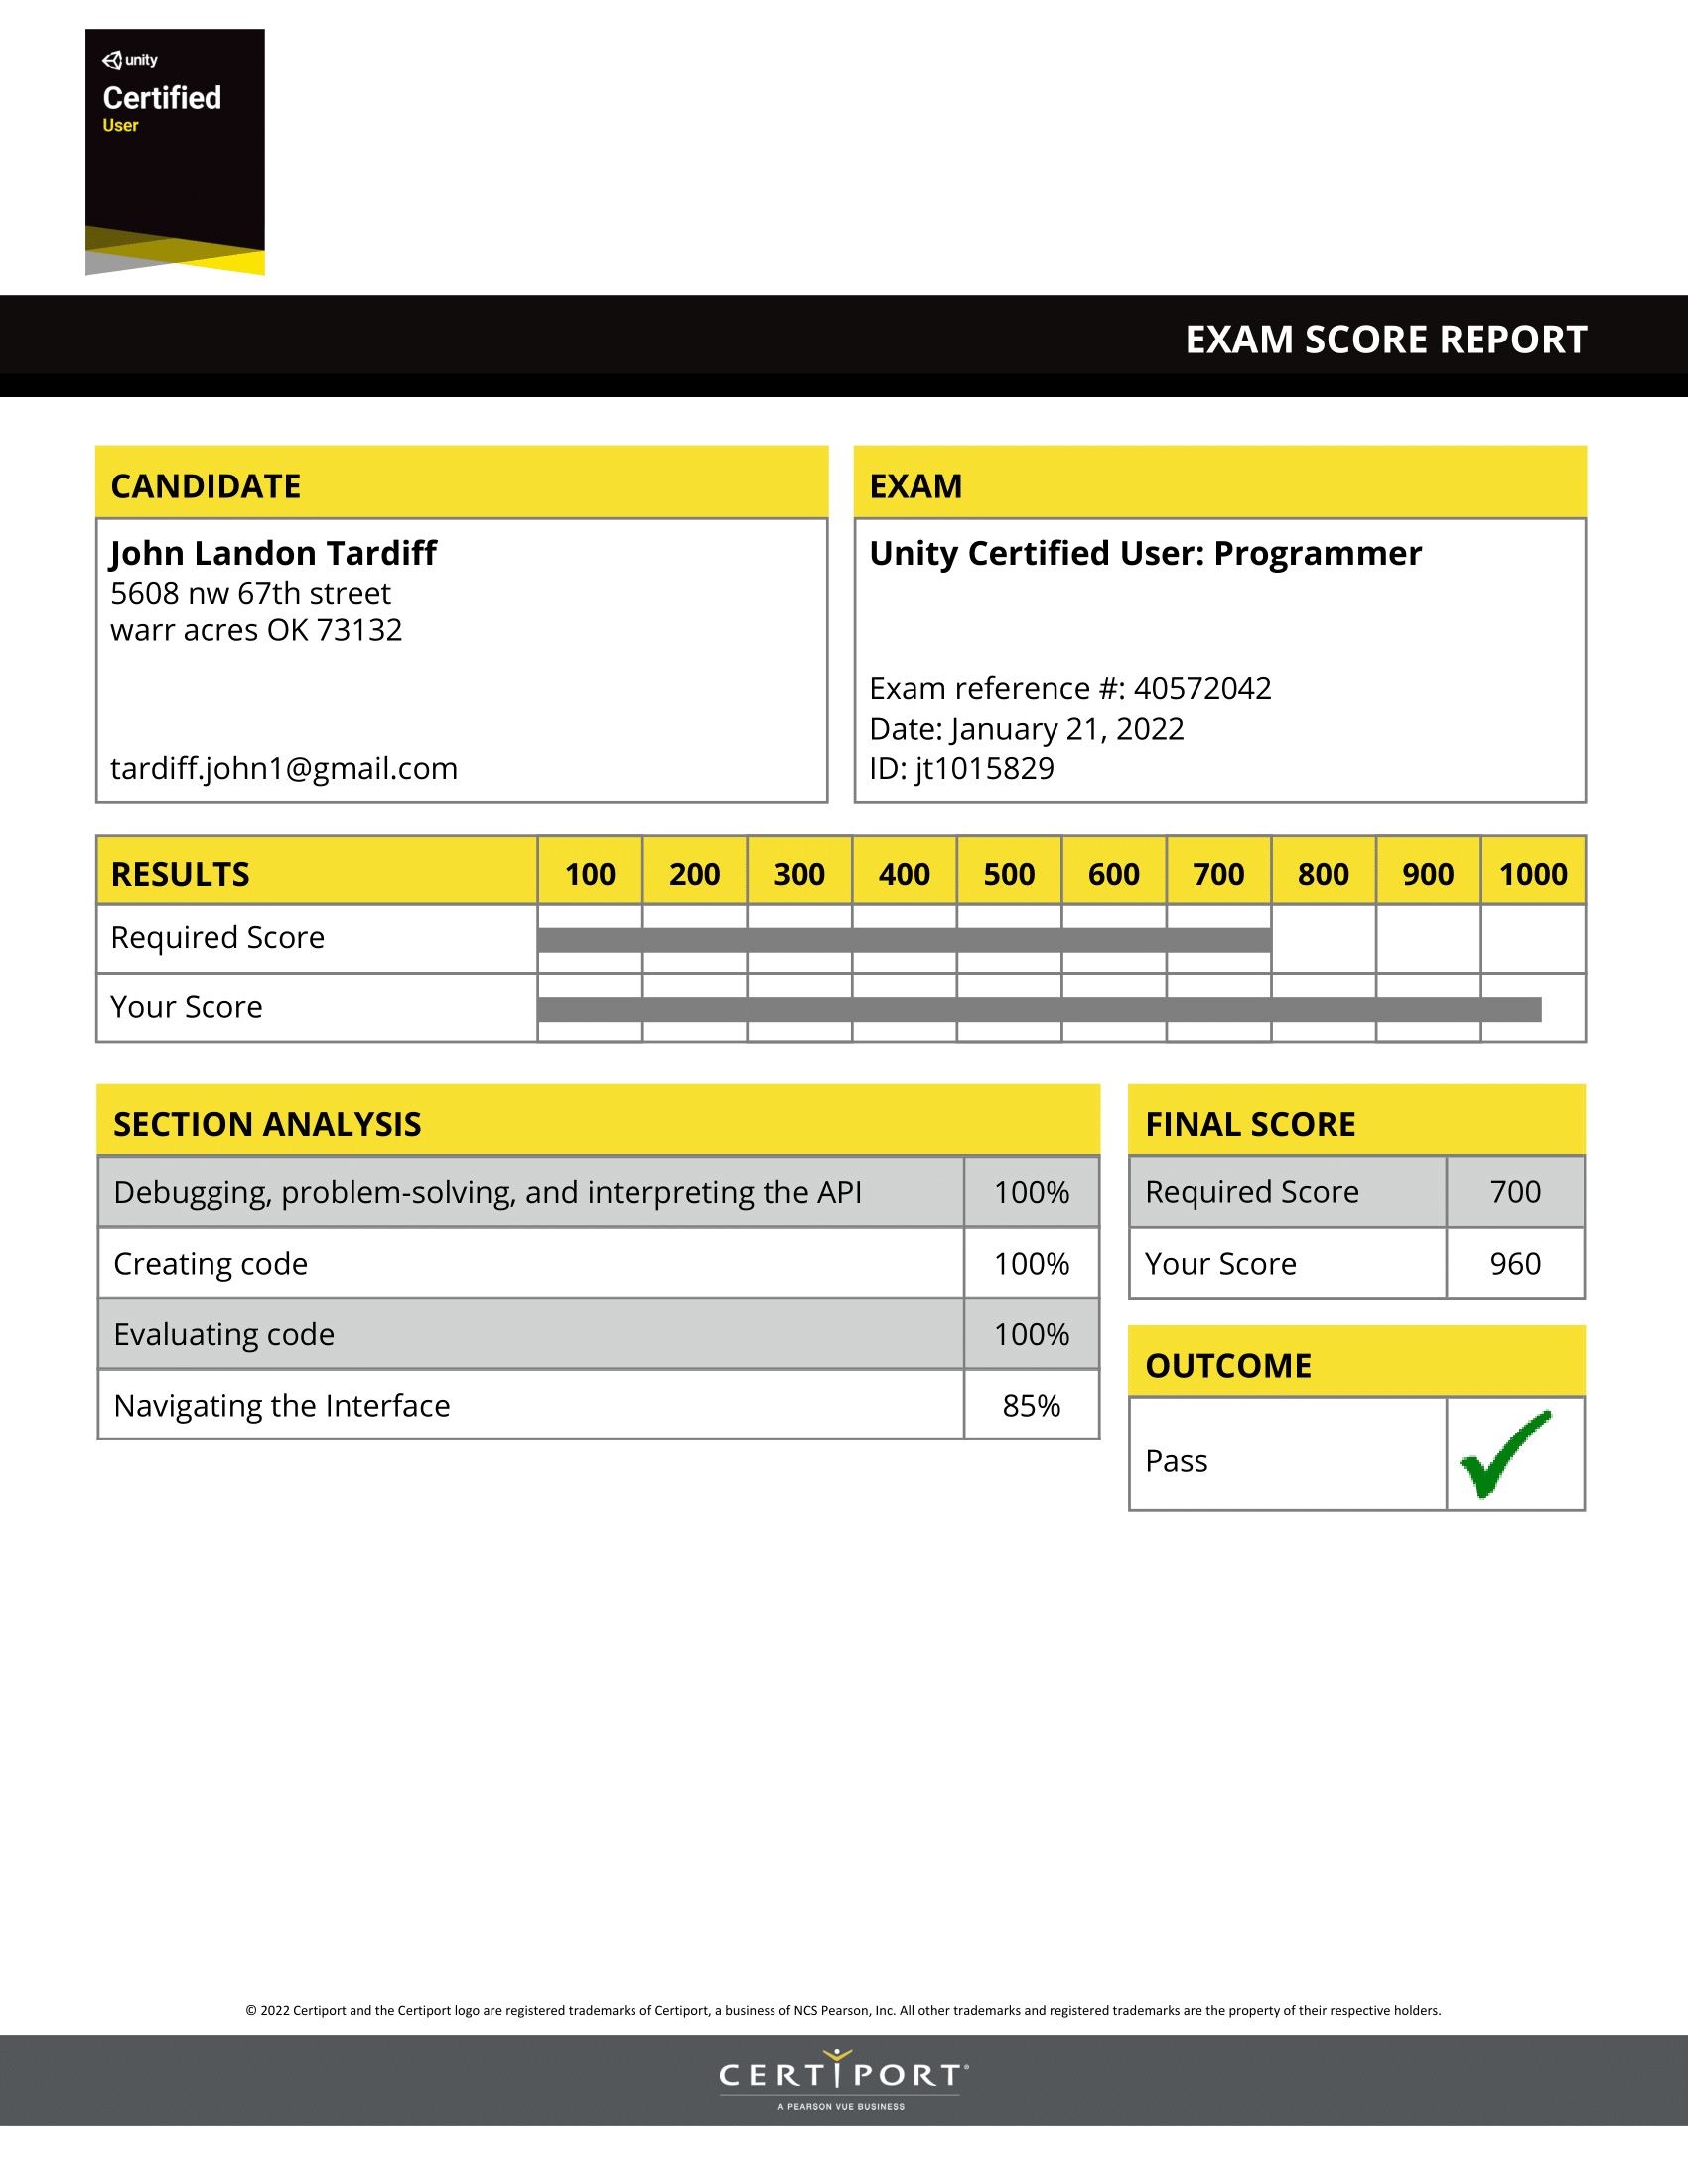 unity
Certified
User
EXAM SCORE REPORT
CANDIDATE
John Landon Tardiff
5608 nw 67th street
warr acres OK 73132
tardiff.john1@gmail.com
EXAM
Unity Certified User: Programmer
Exam reference #: 40572042
Date: January 21, 2022
ID: jt1015829
RESULTS 100 200 300 400 500 600 700 800 900 1000
Required Score
Your Score
SECTION ANALYSIS
Debugging, problem-solving, and interpreting the API 100%
Creating code 100%
Evaluating code 100%
Navigating the Interface 85%
FINAL SCORE
Required Score 700
Your Score 960
OUTCOME
Pass
© 2022 Certiport and the Certiport logo are registered trademarks of Certiport, a business of NCS Pearson, Inc. All other trademarks and registered trademarks are the property of their respective holders.
CERTIPORT®
A PEARSON VUE BUSINESS